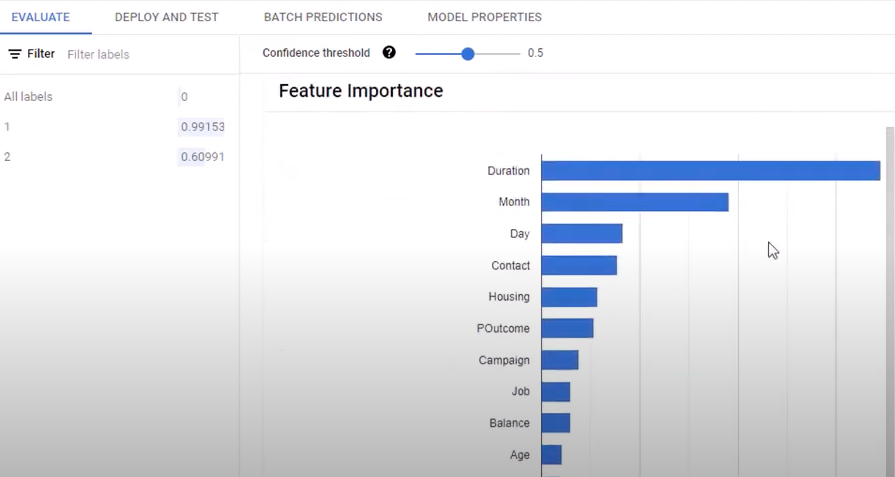 EVALUATE DEPLOY AND TEST BATCH PREDICTIONS MODEL PROPERTIES
Filter Filter labels
Confidence threshold ? 0.5
All labels 0
1 0.99153
2 0.60991
Feature Importance
Duration
Month
Day
Contact
Housing
POutcome
Campaign
Job
Balance
Age